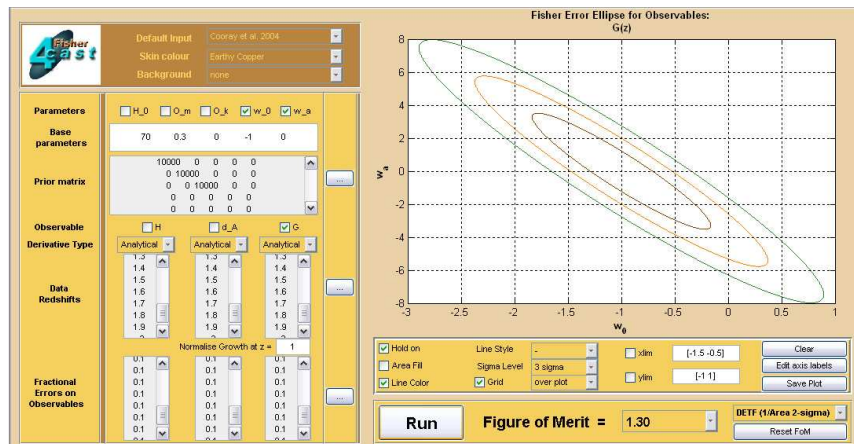 Fisher
4cast
Default input Cooray et al. 2004
Skin colour Earthy Copper
Background none
Parameters H_0 O_m O_k w_0 w_a
Base parameters 70 0.3 0 -1 0
Prior matrix
10000 0 0 0 0
0 10000 0 0 0
0 0 10000 0 0
0 0 0 0 0
0 0 0 0 0
...
Observable H d_A G
Derivative Type Analytical Analytical Analytical
Data Redshifts
1.3 1.3 1.3
1.4 1.4 1.4
1.5 1.5 1.5
1.6 1.6 1.6
1.7 1.7 1.7
1.8 1.8 1.8
1.9 1.9 1.9
...
Normalise Growth at z = 1
Fractional Errors on Observables
0.1 0.1 0.1
0.1 0.1 0.1
0.1 0.1 0.1
0.1 0.1 0.1
0.1 0.1 0.1
0.1 0.1 0.1
0.1 0.1 0.1
...
Fisher Error Ellipse for Observables:
G(z)
8
6
4
2
0
-2
-4
-6
-8
w_a
-3 -2.5 -2 -1.5 -1 -0.5 0 0.5 1
w_0
Hold on Line Style - xlim [-1.5 -0.5] Clear
Area Fill Sigma Level 3 sigma Edit axis labels
Line Color Grid over plot ylim [-1 1] Save Plot
Run Figure of Merit = 1.30 DETF (1/Area 2-sigma)
Reset FoM